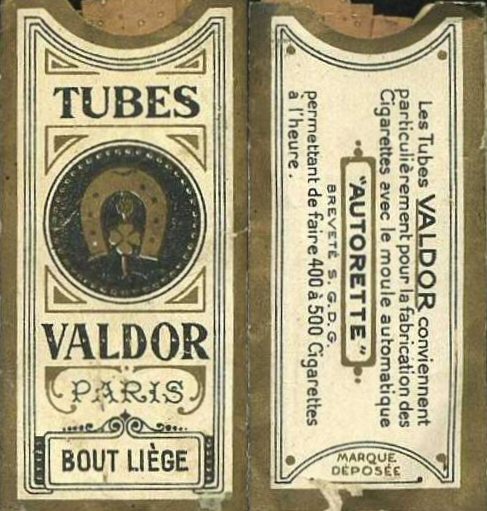 TUBES
VALDOR
PARIS
BOUT LIÈGE
Les Tubes VALDOR conviennent
particulièrement pour la fabrication des
Cigarettes avec le moule automatique
"AUTORETTE"
BREVETÉ S.G.D.G.
permettant de faire 400 à 500 Cigarettes
à l'heure.
MARQUE
DÉPOSÉE